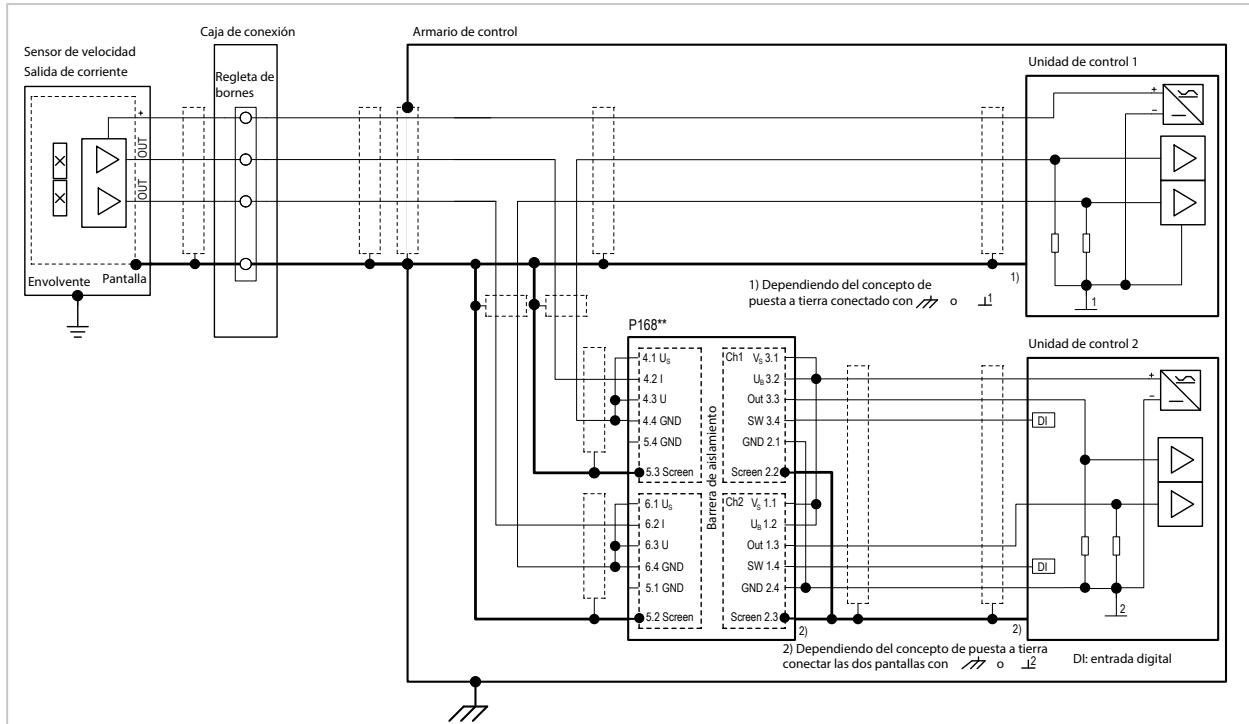 Caja de conexión
Armario de control
Sensor de velocidad
Salida de corriente
Unidad de control 1
Regleta de
bornes
+
OUT
OUT
+
−
Envolvente
Pantalla
1)
1
1) Dependiendo del concepto de
puesta a tierra conectado con o 1
P168**
Unidad de control 2
4.1 US
4.2 I
4.3 U
4.4 GND
5.4 GND
5.3 Screen
6.1 US
6.2 I
6.3 U
6.4 GND
5.1 GND
5.2 Screen
Barrera de aislamiento
Ch1 VS 3.1
UB 3.2
Out 3.3
SW 3.4
GND 2.1
Screen 2.2
Ch2 VS 1.1
UB 1.2
Out 1.3
SW 1.4
GND 2.4
Screen 2.3
2)
+
−
DI
DI
2
2)
2) Dependiendo del concepto de puesta a tierra
conectar las dos pantallas con o 2
DI: entrada digital